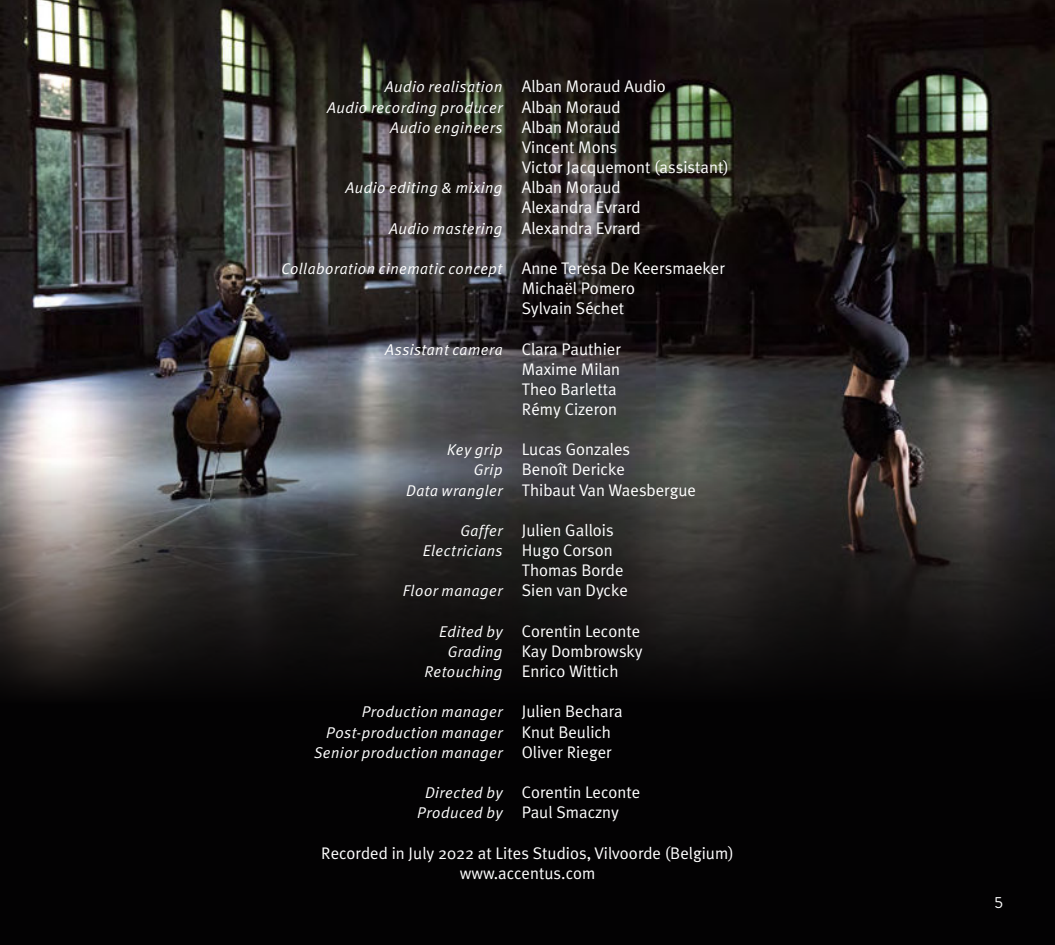 Audio realisation Alban Moraud Audio
Audio recording producer Alban Moraud
Audio engineers Alban Moraud
Vincent Mons
Victor Jacquemont (assistant)
Audio editing & mixing Alban Moraud
Alexandra Evrard
Audio mastering Alexandra Evrard
Collaboration cinematic concept Anne Teresa De Keersmaeker
Michaël Pomero
Sylvain Séchet
Assistant camera Clara Pauthier
Maxime Milan
Theo Barletta
Rémy Cizeron
Key grip Lucas Gonzales
Grip Benoît Dericke
Data wrangler Thibaut Van Waesbergue
Gaffer Julien Gallois
Electricians Hugo Corson
Thomas Borde
Floor manager Sien van Dycke
Edited by Corentin Leconte
Grading Kay Dombrowsky
Retouching Enrico Wittich
Production manager Julien Bechara
Post-production manager Knut Beulich
Senior production manager Oliver Rieger
Directed by Corentin Leconte
Produced by Paul Smaczny
Recorded in July 2022 at Lites Studios, Vilvoorde (Belgium)
www.accentus.com
5